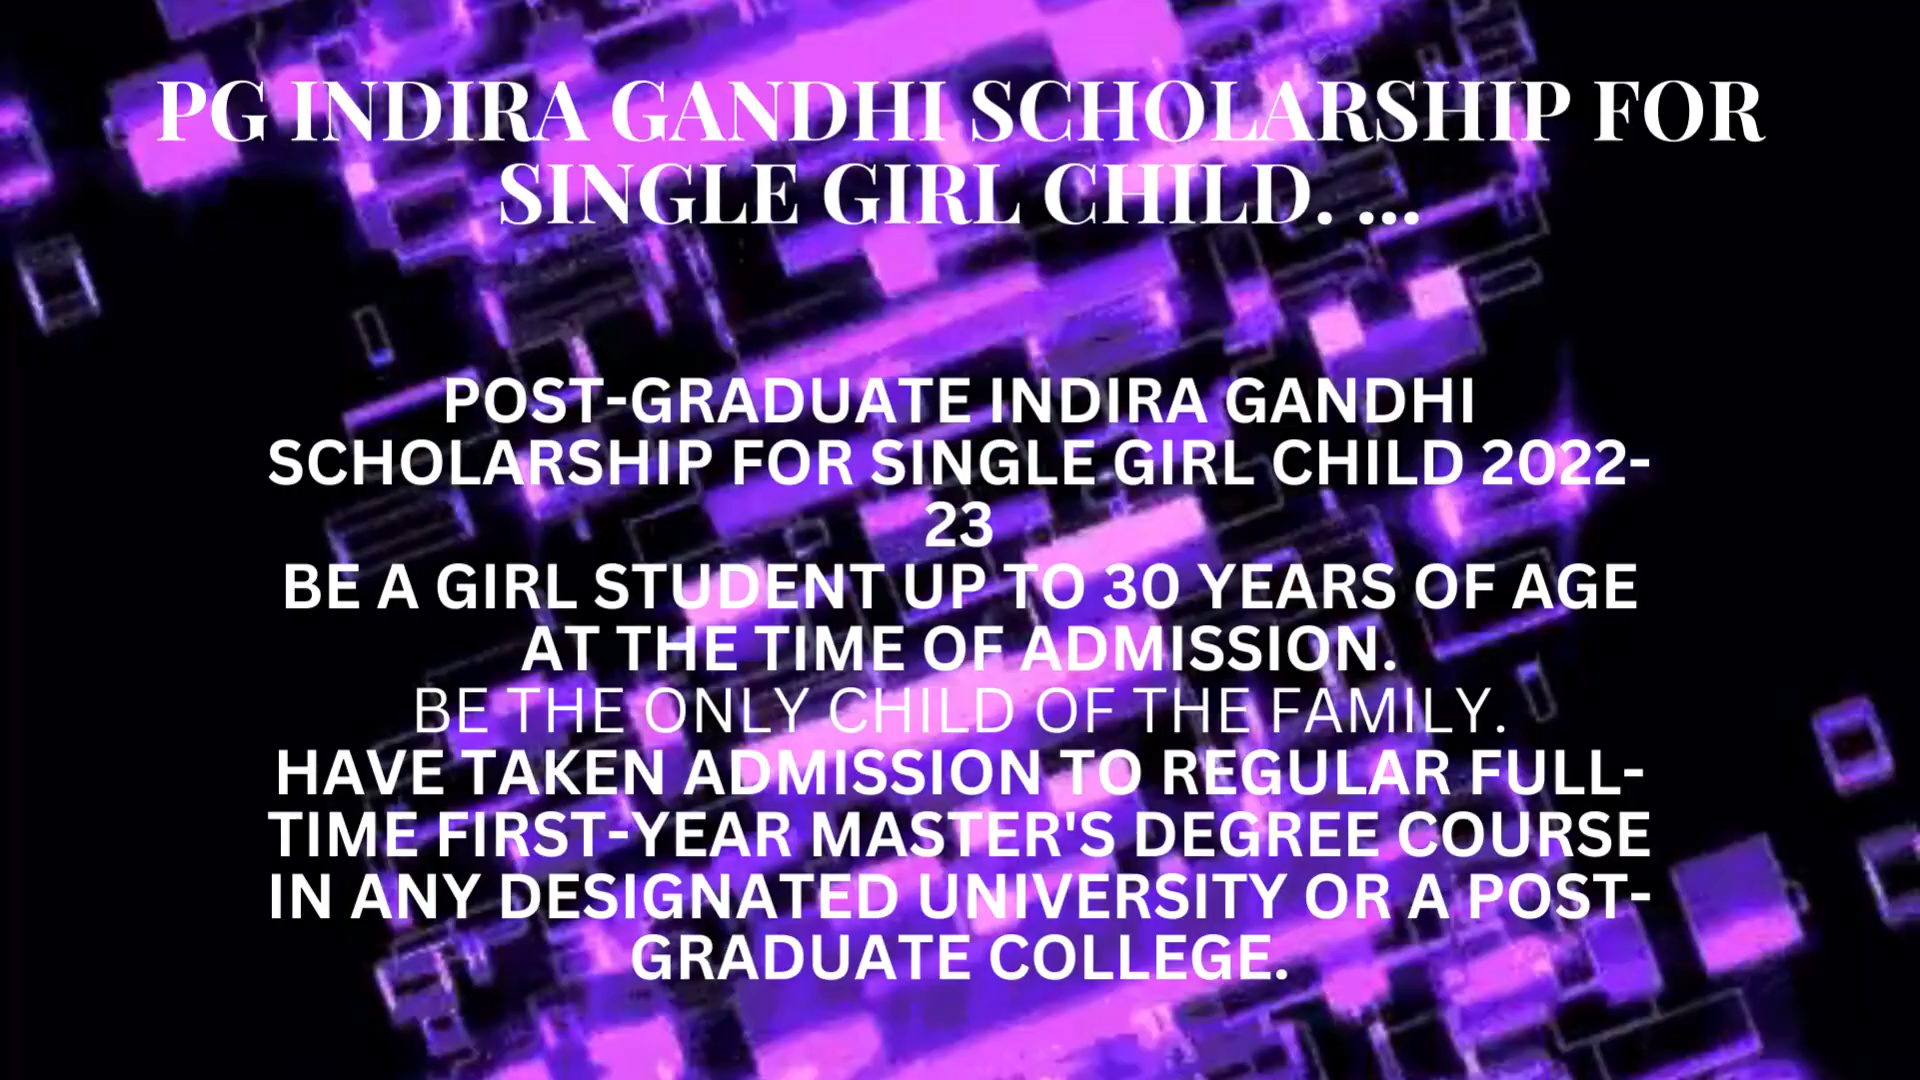 PG INDIRA GANDHI SCHOLARSHIP FOR
SINGLE GIRL CHILD. ...
POST-GRADUATE INDIRA GANDHI
SCHOLARSHIP FOR SINGLE GIRL CHILD 2022-
23
BE A GIRL STUDENT UP TO 30 YEARS OF AGE
AT THE TIME OF ADMISSION.
BE THE ONLY CHILD OF THE FAMILY.
HAVE TAKEN ADMISSION TO REGULAR FULL-
TIME FIRST-YEAR MASTER'S DEGREE COURSE
IN ANY DESIGNATED UNIVERSITY OR A POST-
GRADUATE COLLEGE.